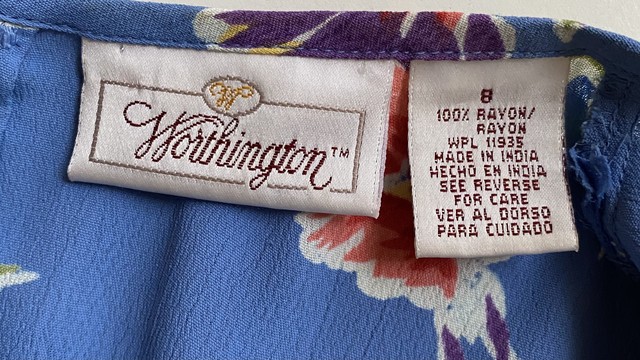 W
Worthington™
8
100% RAYON/
RAYON
WPL 11935
MADE IN INDIA
HECHO EN INDIA
SEE REVERSE
FOR CARE
VER AL DORSO
PARA CUIDADO